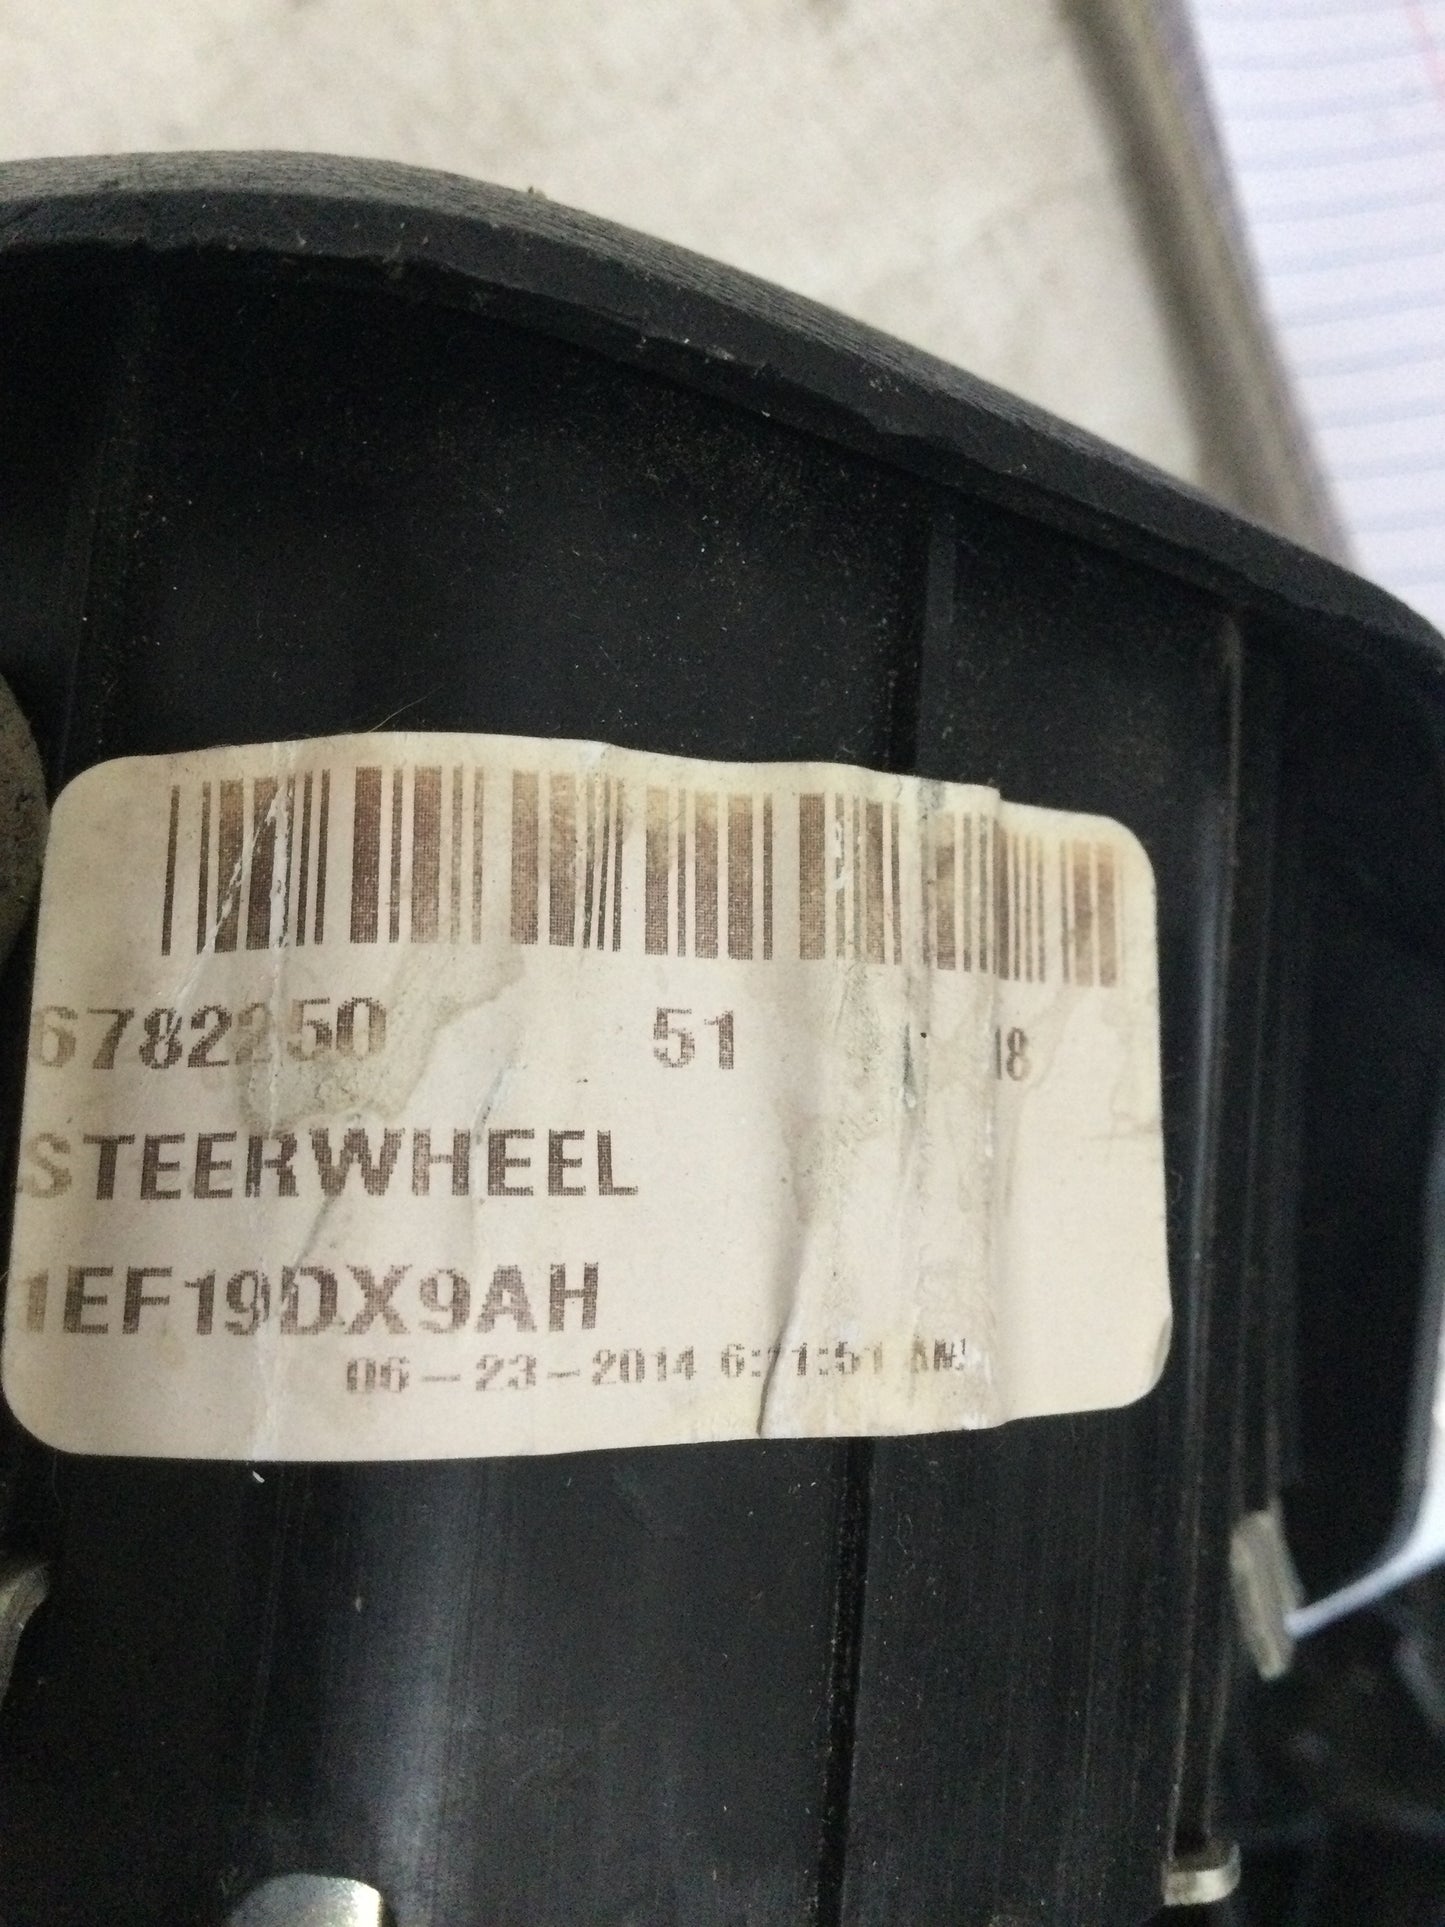 6782250 51 18
STEERWHEEL
1EF19DX9AH
06-23-2014